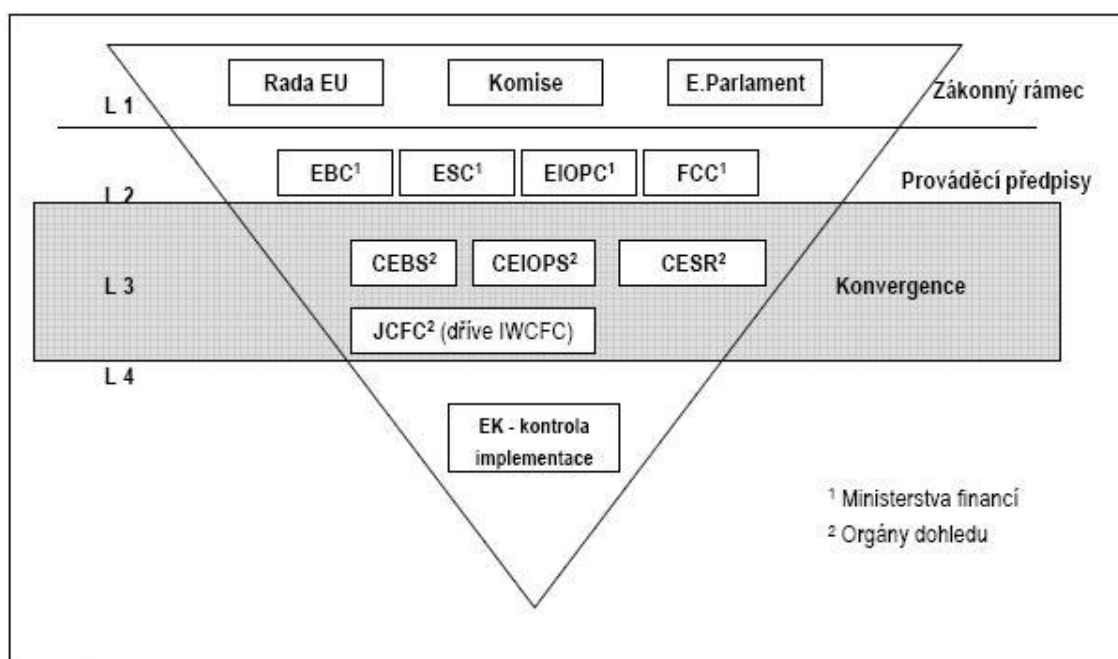 Rada EU Komise E.Parlament
L 1 Zákonný rámec
EBC¹ ESC¹ EIOPC¹ FCC¹
L 2 Prováděcí předpisy
CEBS² CEIOPS² CESR²
L 3 Konvergence
JCFC² (dříve IWCFC)
L 4
EK - kontrola
implementace
¹ Ministerstva financí
² Orgány dohledu